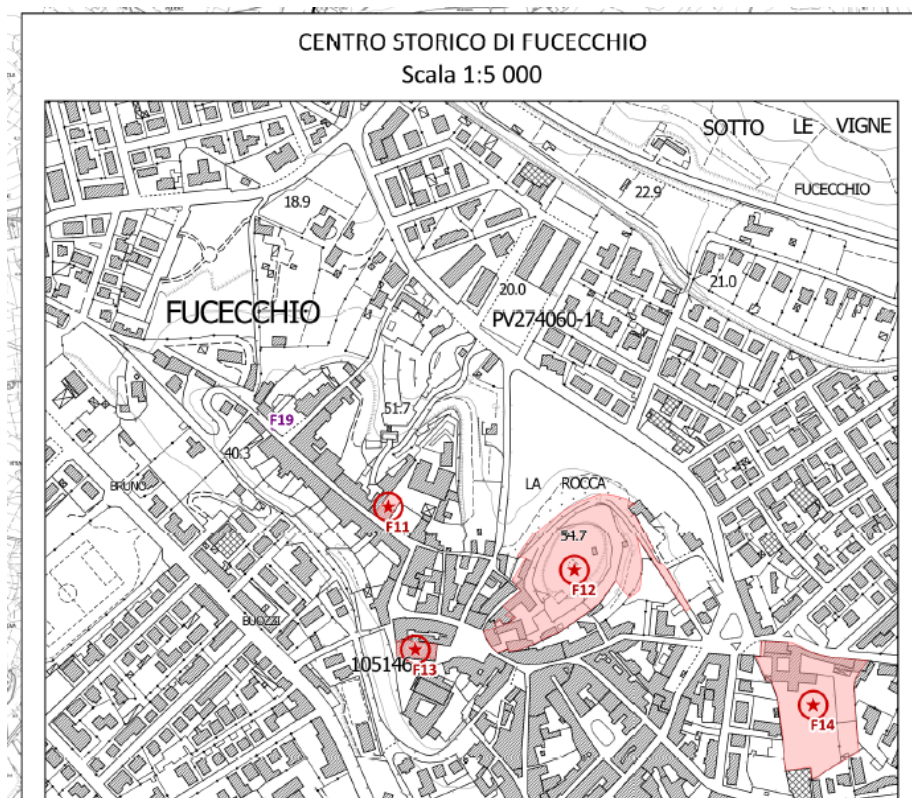 CENTRO STORICO DI FUCECCHIO
Scala 1:5 000
SOTTO LE VIGNE
FUCECCHIO
18.9
22.9
21.0
20.0
FUCECCHIO
PV274060-1
51.7
F19
40.3
BRUNO
LA ROCCA
F11
54.7
F12
BUOZZI
105146
F13
F14